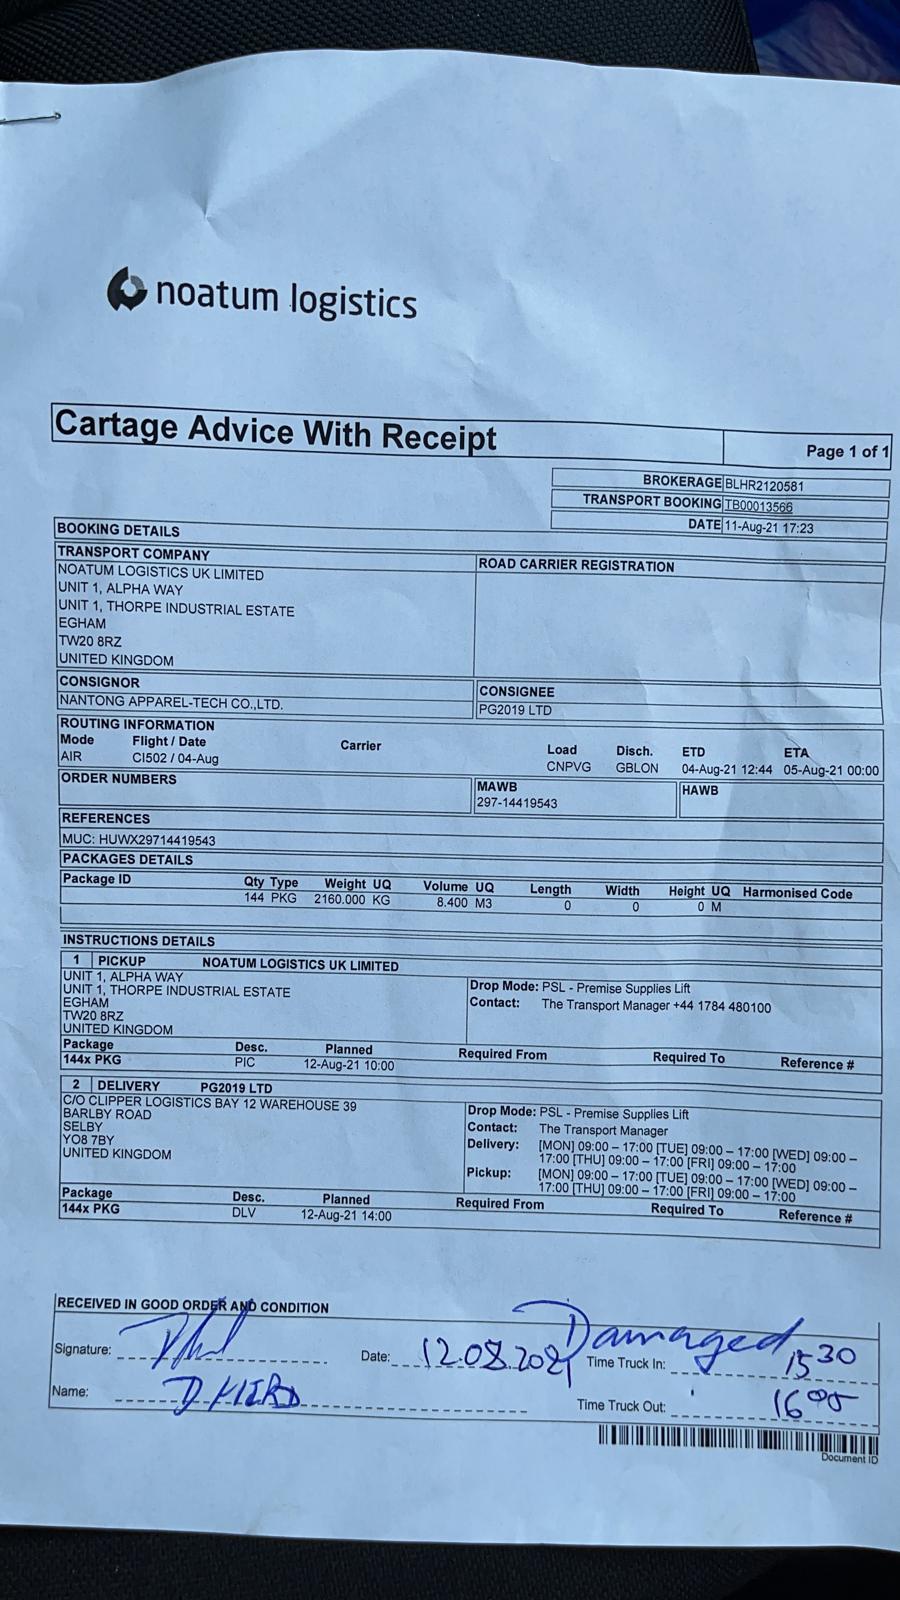 noatum logistics
Cartage Advice With Receipt
Page 1 of 1
BROKERAGE BLHR2120581
TRANSPORT BOOKING TB00013566
DATE 11-Aug-21 17:23
BOOKING DETAILS
TRANSPORT COMPANY
NOATUM LOGISTICS UK LIMITED
UNIT 1, ALPHA WAY
UNIT 1, THORPE INDUSTRIAL ESTATE
EGHAM
TW20 8RZ
UNITED KINGDOM
ROAD CARRIER REGISTRATION
CONSIGNOR
NANTONG APPAREL-TECH CO.,LTD.
CONSIGNEE
PG2019 LTD
ROUTING INFORMATION
Mode Flight / Date Carrier Load Disch. ETD ETA
AIR CI502 / 04-Aug CNPVG GBLON 04-Aug-21 12:44 05-Aug-21 00:00
ORDER NUMBERS
MAWB
297-14419543
HAWB
REFERENCES
MUC: HUWX29714419543
PACKAGES DETAILS
Package ID Qty Type Weight UQ Volume UQ Length Width Height UQ Harmonised Code
144 PKG 2160.000 KG 8.400 M3 0 0 0 M
INSTRUCTIONS DETAILS
1 PICKUP NOATUM LOGISTICS UK LIMITED
UNIT 1, ALPHA WAY
UNIT 1, THORPE INDUSTRIAL ESTATE
EGHAM
TW20 8RZ
UNITED KINGDOM
Drop Mode: PSL - Premise Supplies Lift
Contact: The Transport Manager +44 1784 480100
Package Desc. Planned Required From Required To Reference #
144x PKG PIC 12-Aug-21 10:00
2 DELIVERY PG2019 LTD
C/O CLIPPER LOGISTICS BAY 12 WAREHOUSE 39
BARLBY ROAD
SELBY
YO8 7BY
UNITED KINGDOM
Drop Mode: PSL - Premise Supplies Lift
Contact: The Transport Manager
Delivery: [MON] 09:00 – 17:00 [TUE] 09:00 – 17:00 [WED] 09:00 –
17:00 [THU] 09:00 - 17:00 [FRI] 09:00 – 17:00
Pickup: [MON] 09:00 – 17:00 [TUE] 09:00 – 17:00 [WED] 09:00 –
17:00 [THU] 09:00 – 17:00 [FRI] 09:00 – 17:00
Package Desc. Planned Required From Required To Reference #
144x PKG DLV 12-Aug-21 14:00
RECEIVED IN GOOD ORDER AND CONDITION
Damaged
Signature: Date: 12.08.2021 Time Truck In: 15 30
Name: Time Truck Out: 16 00
Document ID